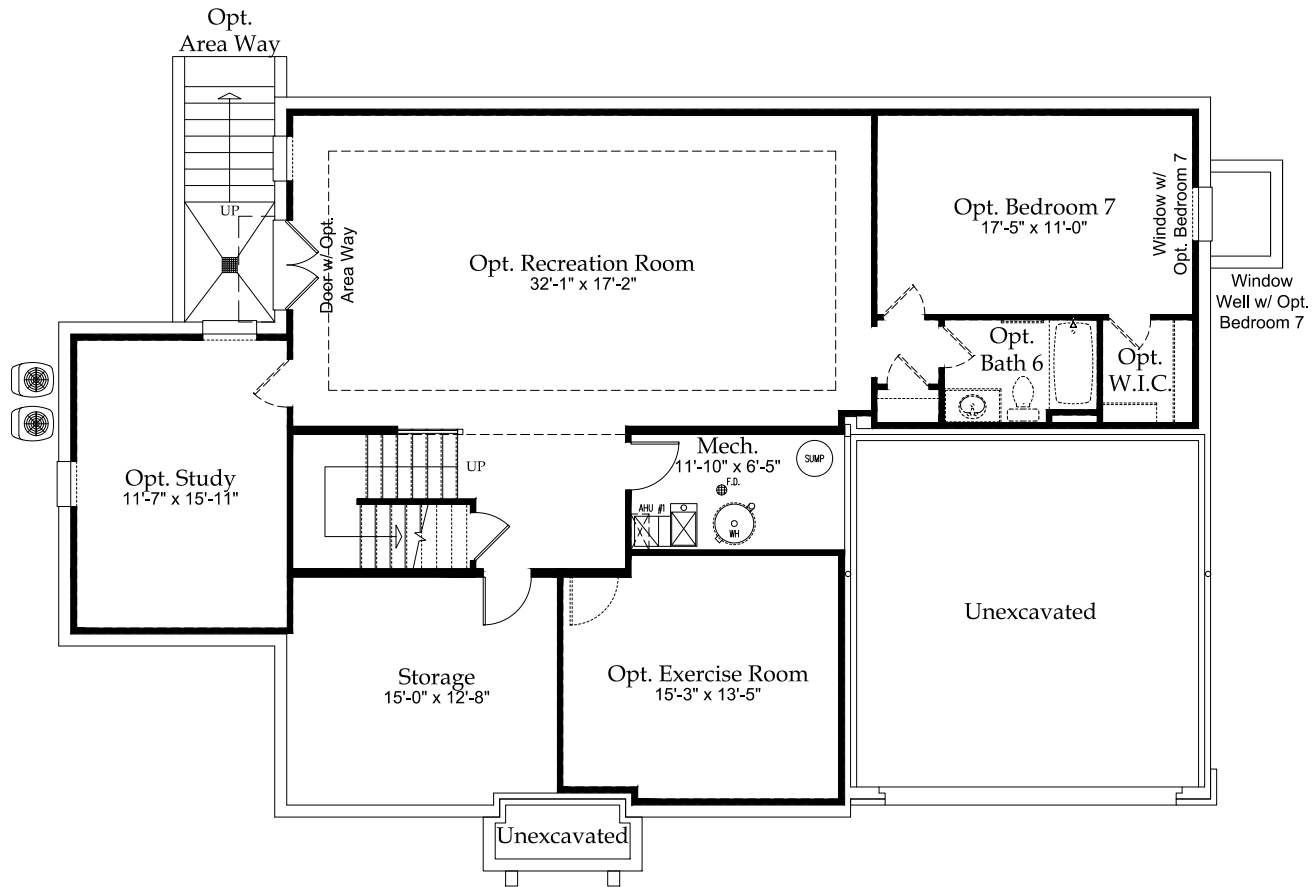 Opt.
Area Way
UP
Door w/ Opt.
Area Way
Opt. Recreation Room
32'-1" x 17'-2"
Opt. Bedroom 7
17'-5" x 11'-0"
Window w/
Opt. Bedroom 7
Window
Well w/ Opt.
Bedroom 7
Opt.
Bath 6
Opt.
W.I.C.
Opt. Study
11'-7" x 15'-11"
UP
Mech.
11'-10" x 6'-5"
SUMP
F.D.
AHU #1
WH
Unexcavated
Storage
15'-0" x 12'-8"
Opt. Exercise Room
15'-3" x 13'-5"
Unexcavated